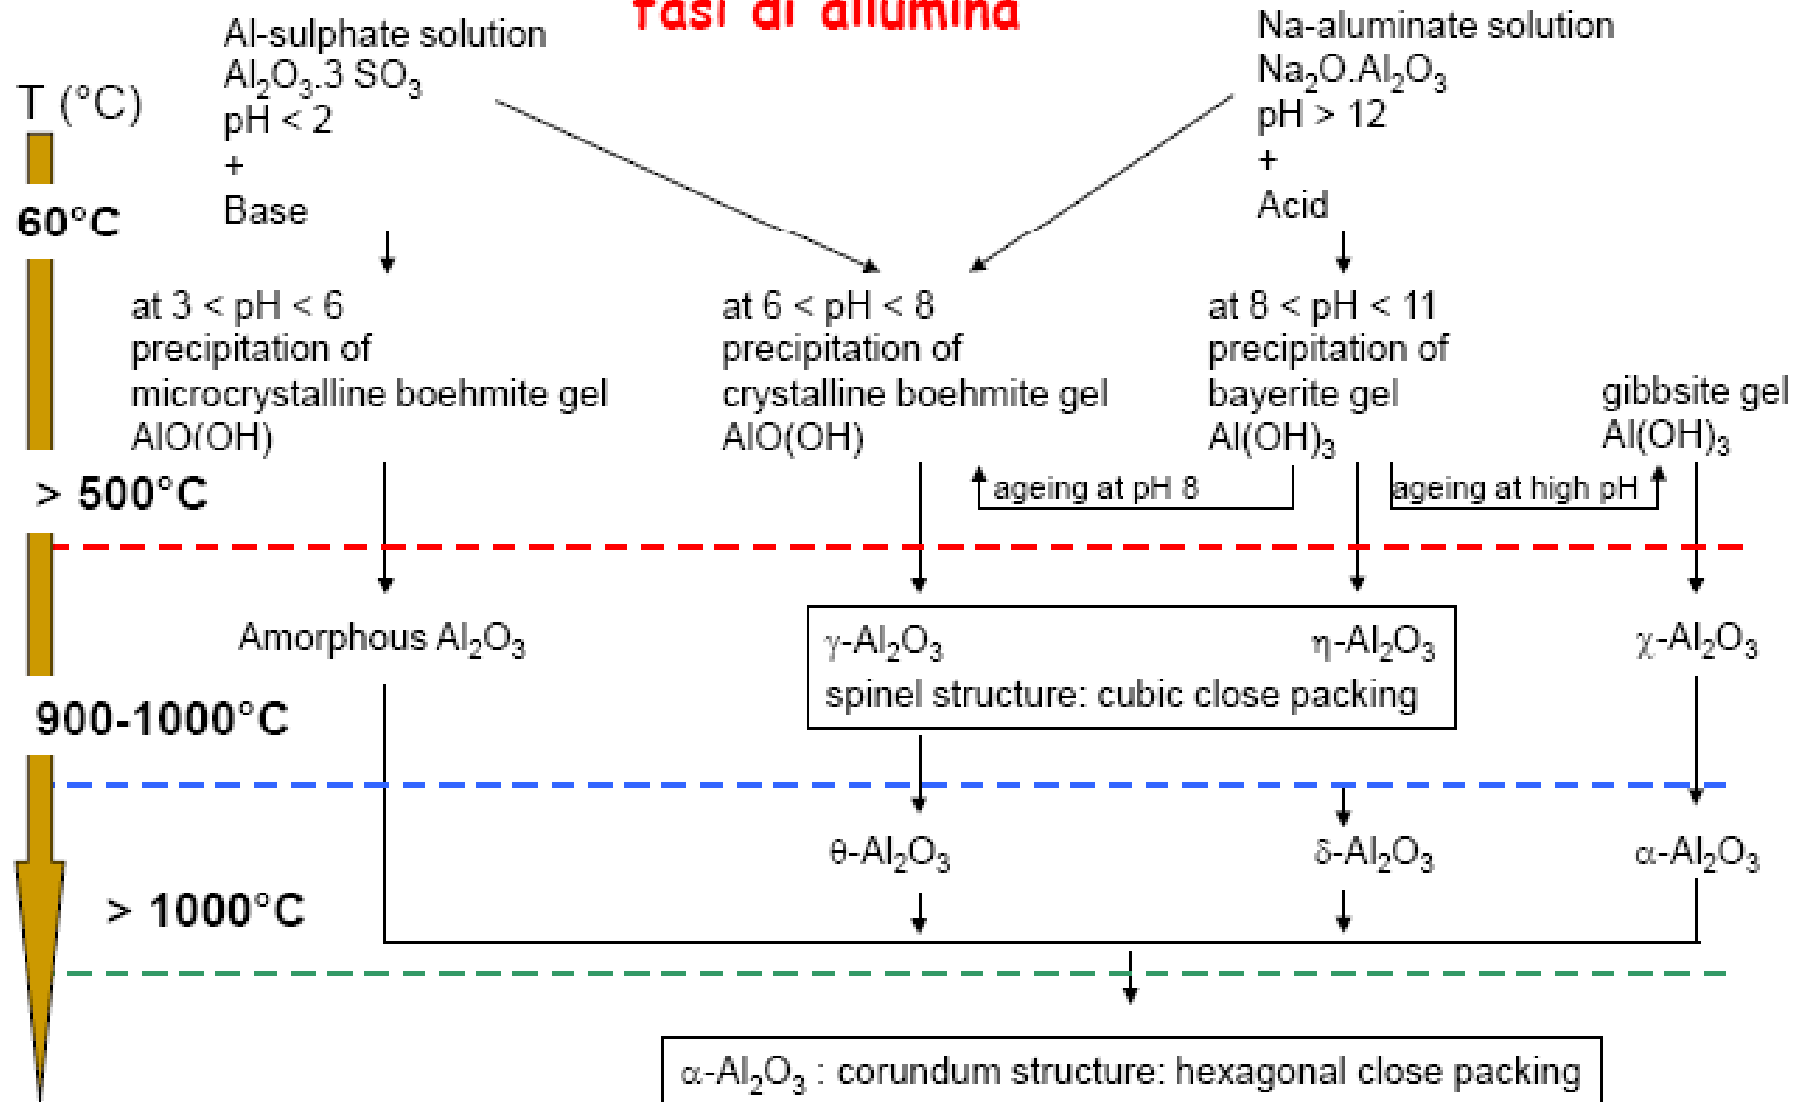 fasi di allumina
Al-sulphate solution
Al₂O₃.3 SO₃
pH < 2
+
Base
Na-aluminate solution
Na₂O.Al₂O₃
pH > 12
+
Acid
T (°C)
60°C
at 3 < pH < 6
precipitation of
microcrystalline boehmite gel
AlO(OH)
at 6 < pH < 8
precipitation of
crystalline boehmite gel
AlO(OH)
at 8 < pH < 11
precipitation of
bayerite gel
Al(OH)₃
gibbsite gel
Al(OH)₃
> 500°C
ageing at pH 8
ageing at high pH
Amorphous Al₂O₃
γ-Al₂O₃
η-Al₂O₃
spinel structure: cubic close packing
χ-Al₂O₃
900-1000°C
θ-Al₂O₃
δ-Al₂O₃
α-Al₂O₃
> 1000°C
α-Al₂O₃ : corundum structure: hexagonal close packing